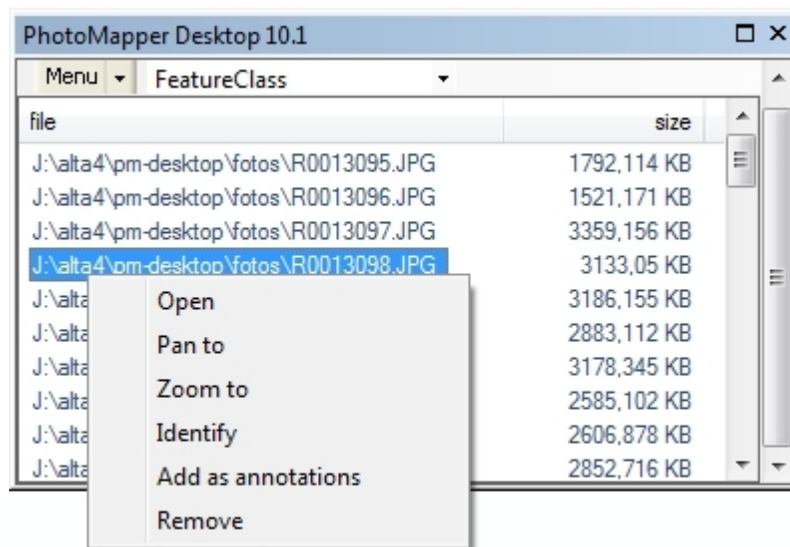 PhotoMapper Desktop 10.1
Menu FeatureClass
file size
J:\alta4\pm-desktop\fotos\R0013095.JPG 1792,114 KB
J:\alta4\pm-desktop\fotos\R0013096.JPG 1521,171 KB
J:\alta4\pm-desktop\fotos\R0013097.JPG 3359,156 KB
J:\alta4\pm-desktop\fotos\R0013098.JPG 3133,05 KB
J:\alta 3186,155 KB
J:\alta 2883,112 KB
J:\alta 3178,345 KB
J:\alta 2585,102 KB
J:\alta 2606,878 KB
J:\alta 2852,716 KB
Open
Pan to
Zoom to
Identify
Add as annotations
Remove